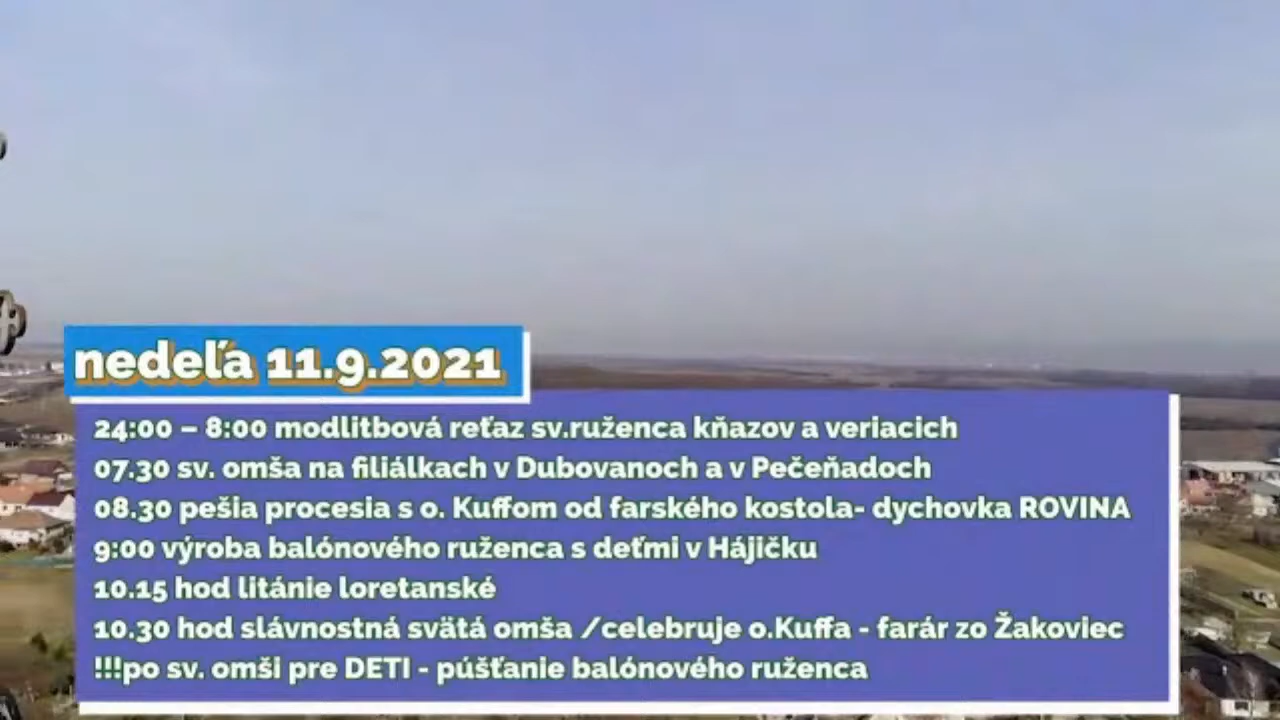 nedeľa 11.9.2021
24:00 – 8:00 modlitbová reťaz sv.ruženca kňazov a veriacich
07.30 sv. omša na filiálkach v Dubovanoch a v Pečeňadoch
08.30 pešia procesia s o. Kuffom od farského kostola- dychovka ROVINA
9:00 výroba balónového ruženca s deťmi v Hájičku
10.15 hod litánie loretanské
10.30 hod slávnostná svätá omša /celebruje o.Kuffa - farár zo Žakoviec
!!!po sv. omši pre DETI - púšťanie balónového ruženca